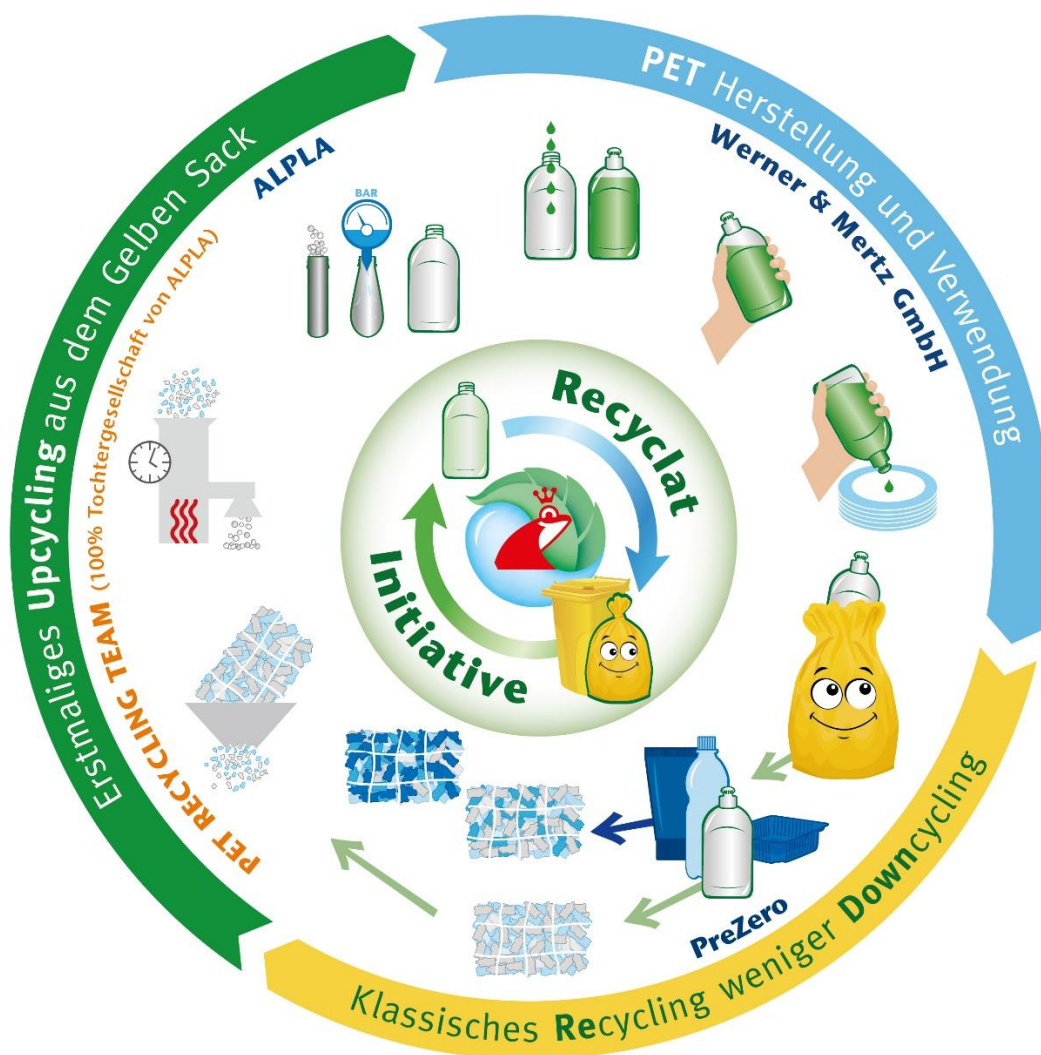 PET Herstellung und Verwendung
Werner & Mertz GmbH
Klassisches Recycling weniger Downcycling
PreZero
Erstmaliges Upcycling aus dem Gelben Sack
PET RECYCLING TEAM (100% Tochtergesellschaft von ALPLA)
ALPLA
BAR
Recyclat
Initiative